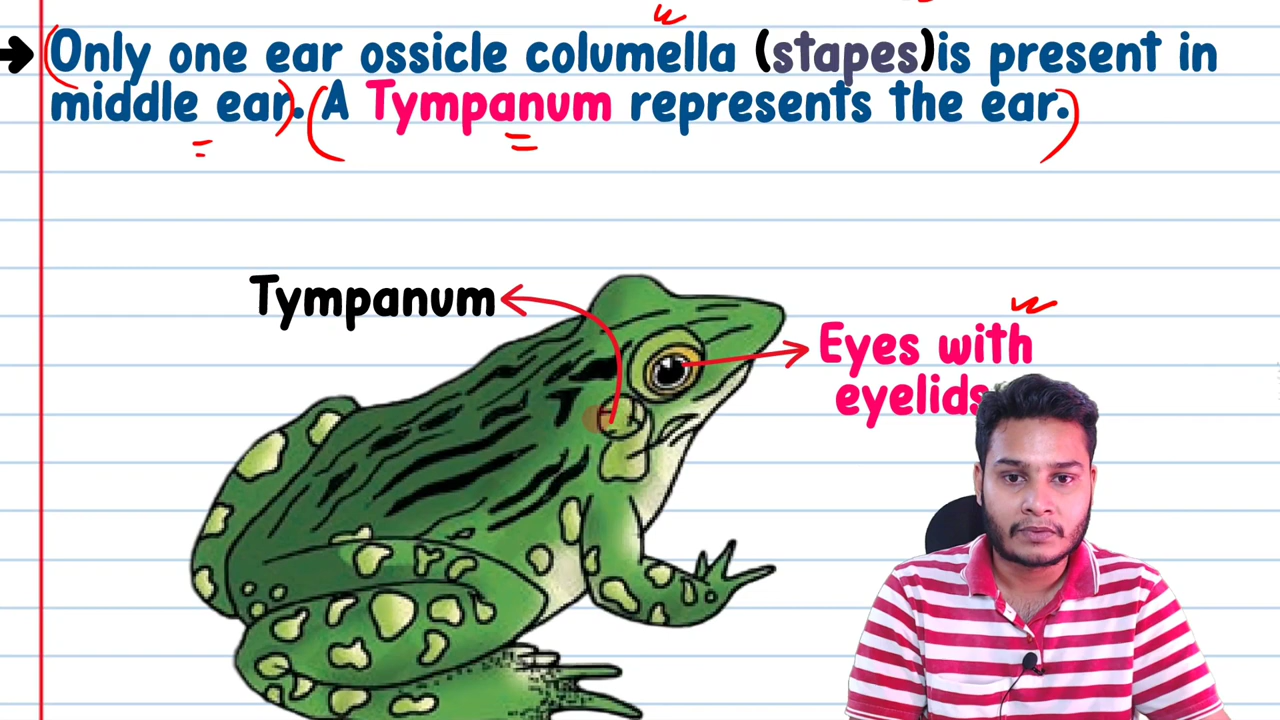 Only one ear ossicle columella (stapes)is present in
middle ear. A Tympanum represents the ear.
Tympanum
Eyes with
eyelids